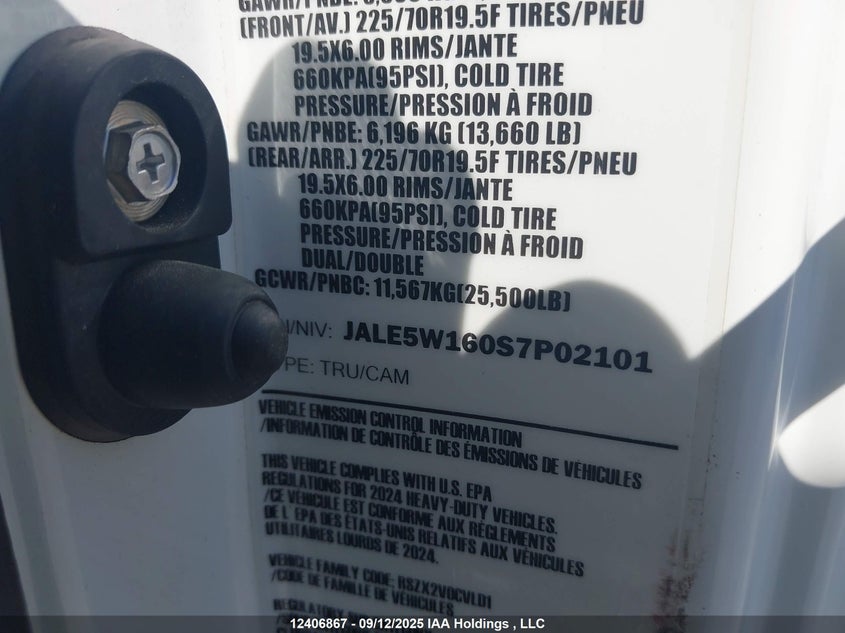 (FRONT/AV.) 225/70R19.5F TIRES/PNEU
19.5X6.00 RIMS/JANTE
660KPA(95PSI), COLD TIRE
PRESSURE/PRESSION À FROID
GAWR/PNBE: 6,196 KG (13,660 LB)
(REAR/ARR.) 225/70R19.5F TIRES/PNEU
19.5X6.00 RIMS/JANTE
660KPA(95PSI), COLD TIRE
PRESSURE/PRESSION À FROID
DUAL/DOUBLE
GCWR/PNBC: 11,567KG(25,500LB)
/NIV: JALE5W160S7P02101
PE: TRU/CAM
VEHICLE EMISSION CONTROL INFORMATION
/INFORMATION DE CONTRÔLE DES ÉMISSIONS DE VÉHICULES
THIS VEHICLE COMPLIES WITH U.S. EPA
REGULATIONS FOR 2024 HEAVY-DUTY VEHICLES.
/CE VÉHICULE EST CONFORME AUX RÈGLEMENTS
DE L' EPA DES ÉTATS-UNIS RELATIFS AUX VÉHICULES
UTILITAIRES LOURDS DE 2024.
VEHICLE FAMILY CODE: RSZX2VOCVLD1
/CODE DE FAMILLE DE VÉHICULES
REGULATORY
12406867 - 09/12/2025 IAA Holdings , LLC